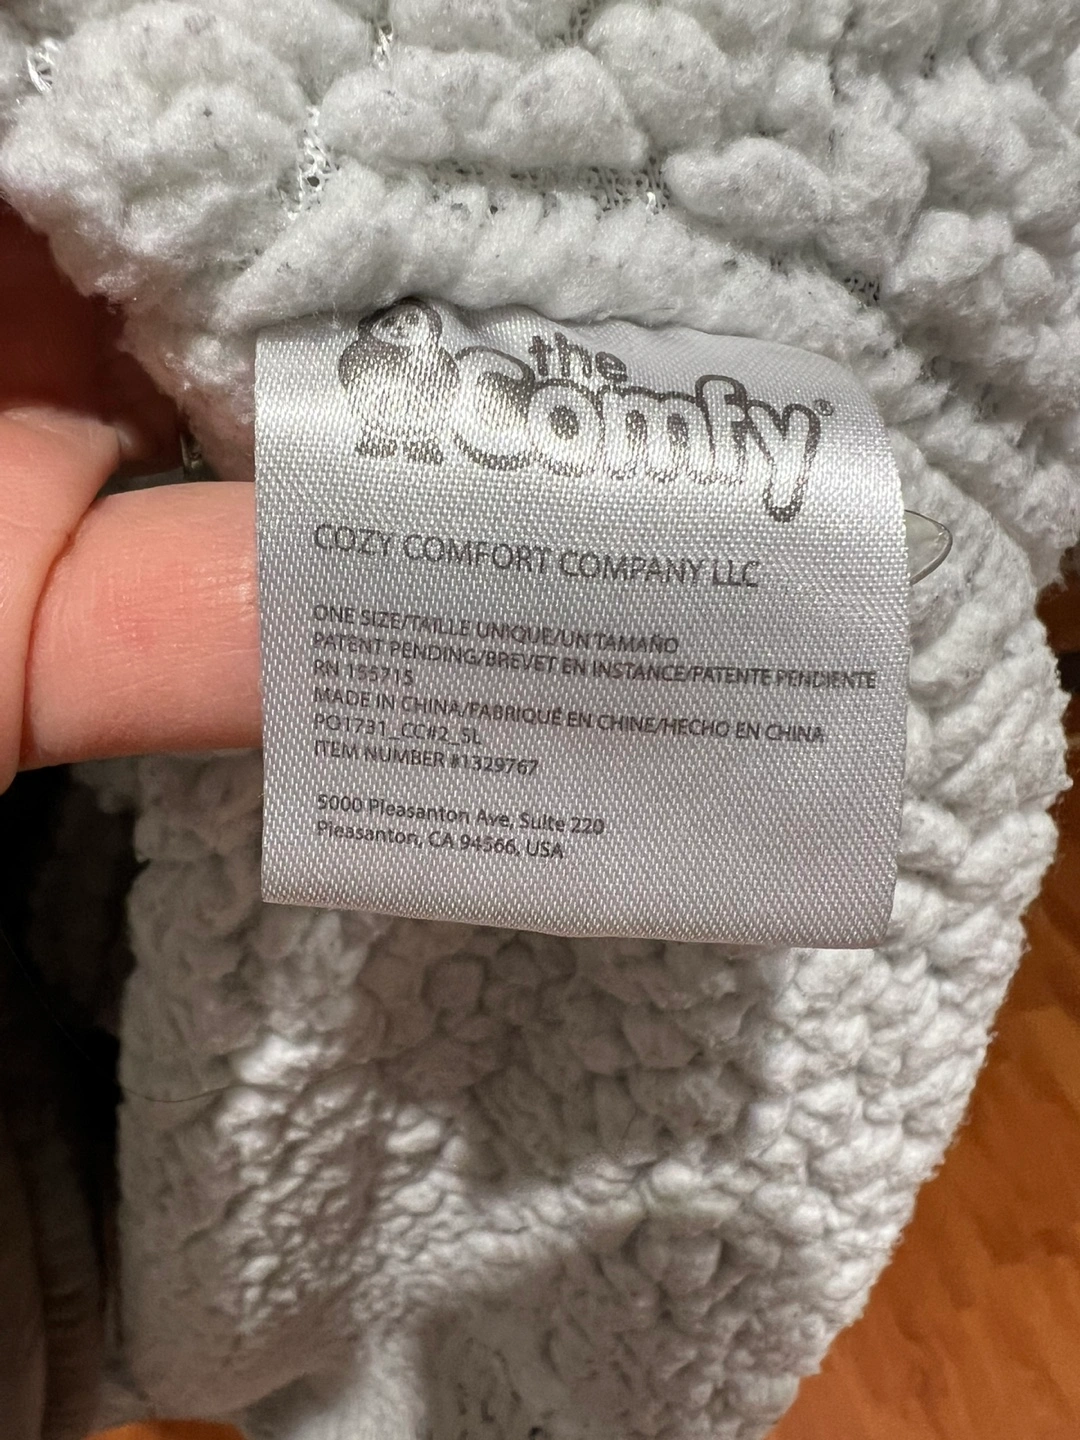 the
Comfy®
COZY COMFORT COMPANY LLC
ONE SIZE/TAILLE UNIQUE/UN TAMAÑO
PATENT PENDING/BREVET EN INSTANCE/PATENTE PENDIENTE
RN 155715
MADE IN CHINA/FABRIQUÉ EN CHINE/HECHO EN CHINA
PO1731_CC#2_SL
ITEM NUMBER #1329767
5000 Pleasanton Ave, Suite 220
Pleasanton, CA 94566, USA